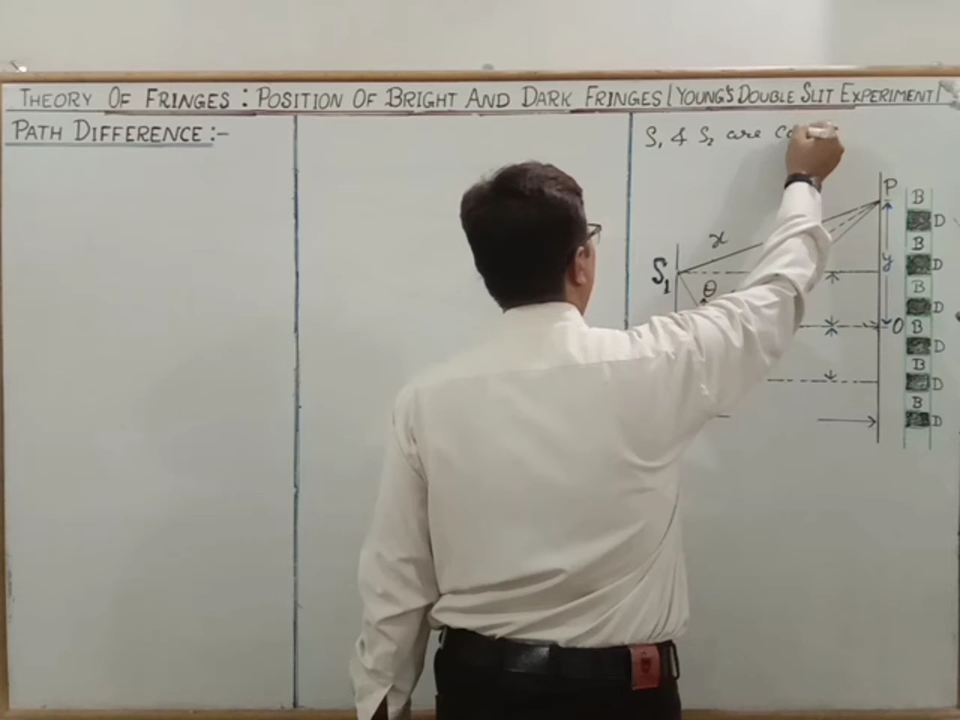 THEORY OF FRINGES : POSITION OF BRIGHT AND DARK FRINGES (YOUNG'S DOUBLE SLIT EXPERIMENT)
PATH DIFFERENCE :-
S₁ & S₂ are
P
B
D
B
x
y
S₁
D
θ
B
D
O
B
D
B
D
B
D